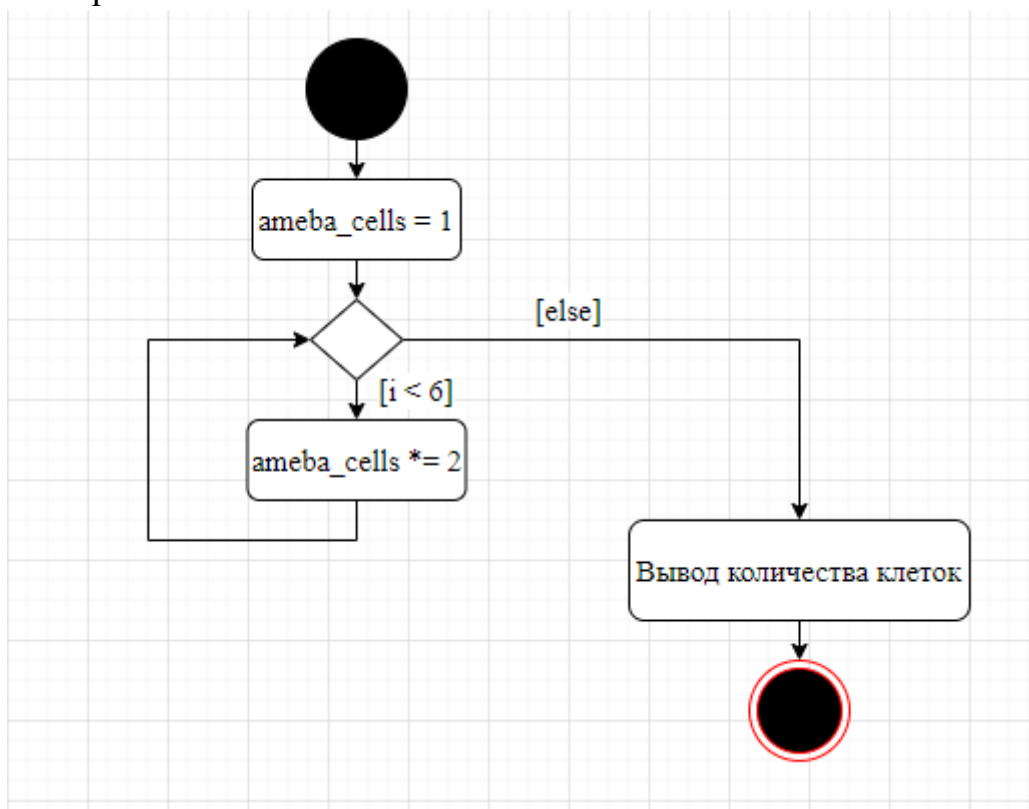 ameba_cells = 1
[else]
[i < 6]
ameba_cells *= 2
Вывод количества клеток